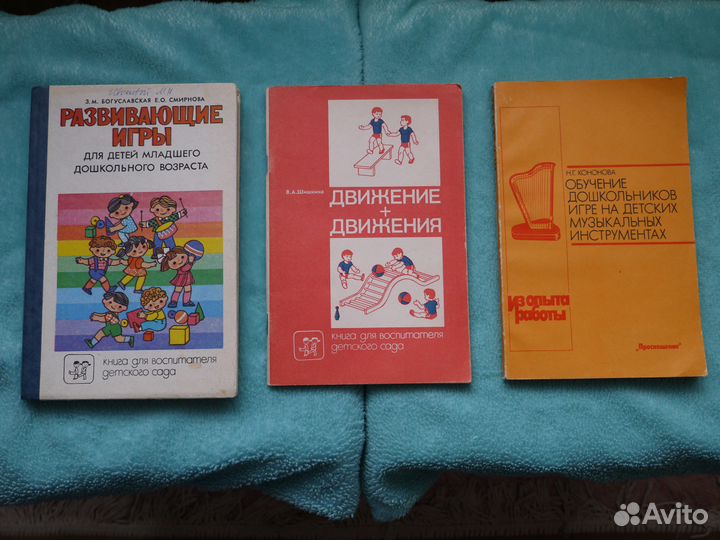 З. М. БОГУСЛАВСКАЯ Е. О. СМИРНОВА
РАЗВИВАЮЩИЕ
ИГРЫ
ДЛЯ ДЕТЕЙ МЛАДШЕГО
ДОШКОЛЬНОГО ВОЗРАСТА
книга для воспитателя
детского сада
В.А.Шишкина
ДВИЖЕНИЕ
+
ДВИЖЕНИЯ
книга для воспитателя
детского сада
Н.Г. КОНОНОВА
ОБУЧЕНИЕ
ДОШКОЛЬНИКОВ
ИГРЕ НА ДЕТСКИХ
МУЗЫКАЛЬНЫХ
ИНСТРУМЕНТАХ
из опыта
работы
„Просвещение"
Avito